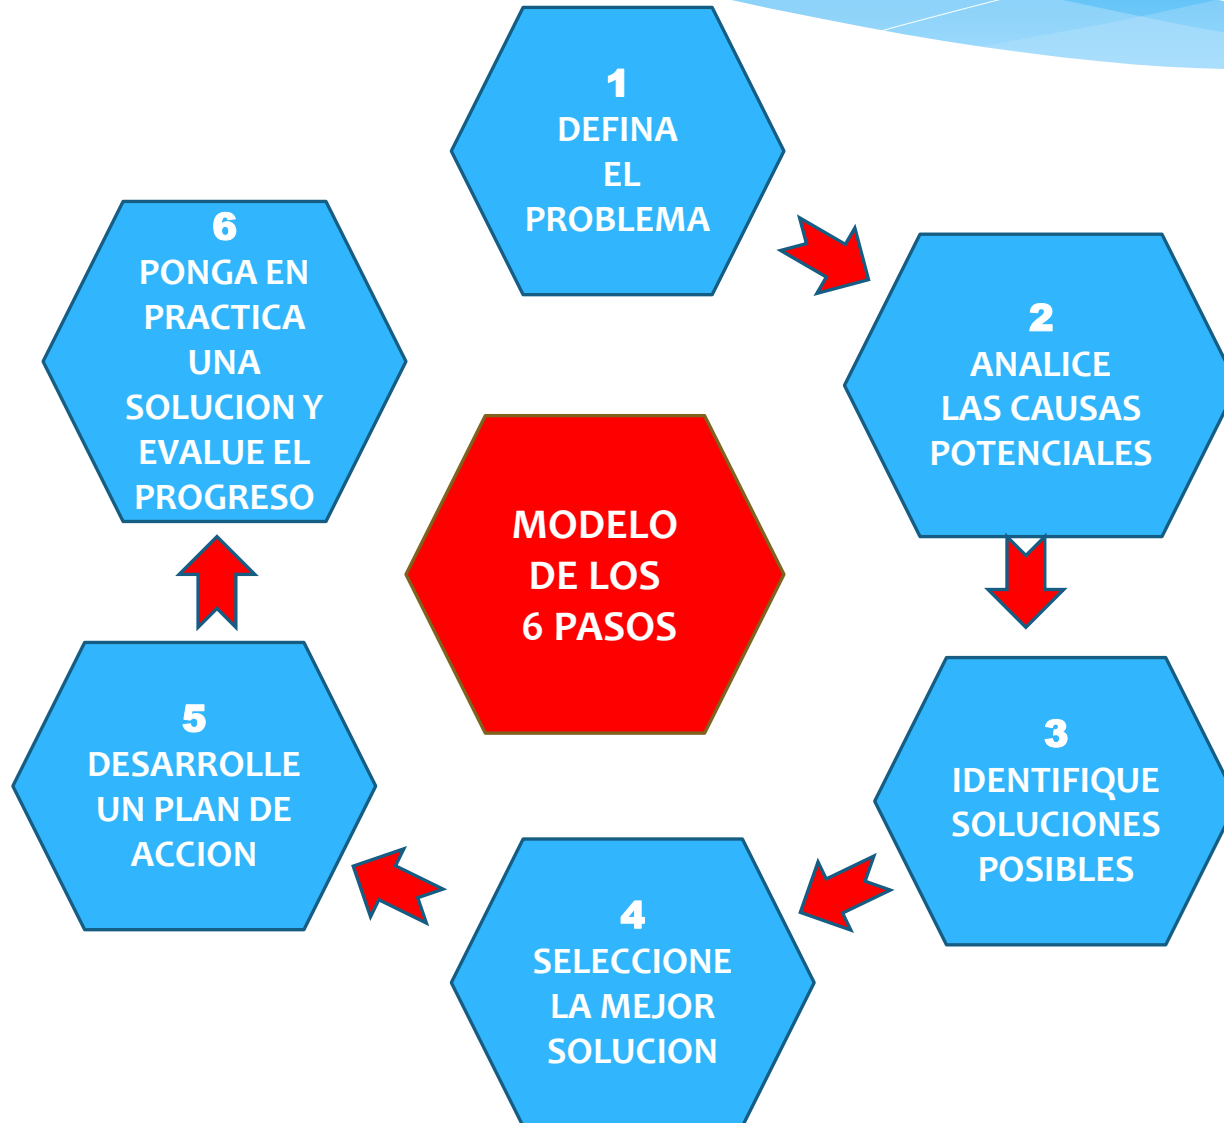 1
DEFINA
EL
PROBLEMA
2
ANALICE
LAS CAUSAS
POTENCIALES
3
IDENTIFIQUE
SOLUCIONES
POSIBLES
4
SELECCIONE
LA MEJOR
SOLUCION
5
DESARROLLE
UN PLAN DE
ACCION
6
PONGA EN
PRACTICA
UNA
SOLUCION Y
EVALUE EL
PROGRESO
MODELO
DE LOS
6 PASOS